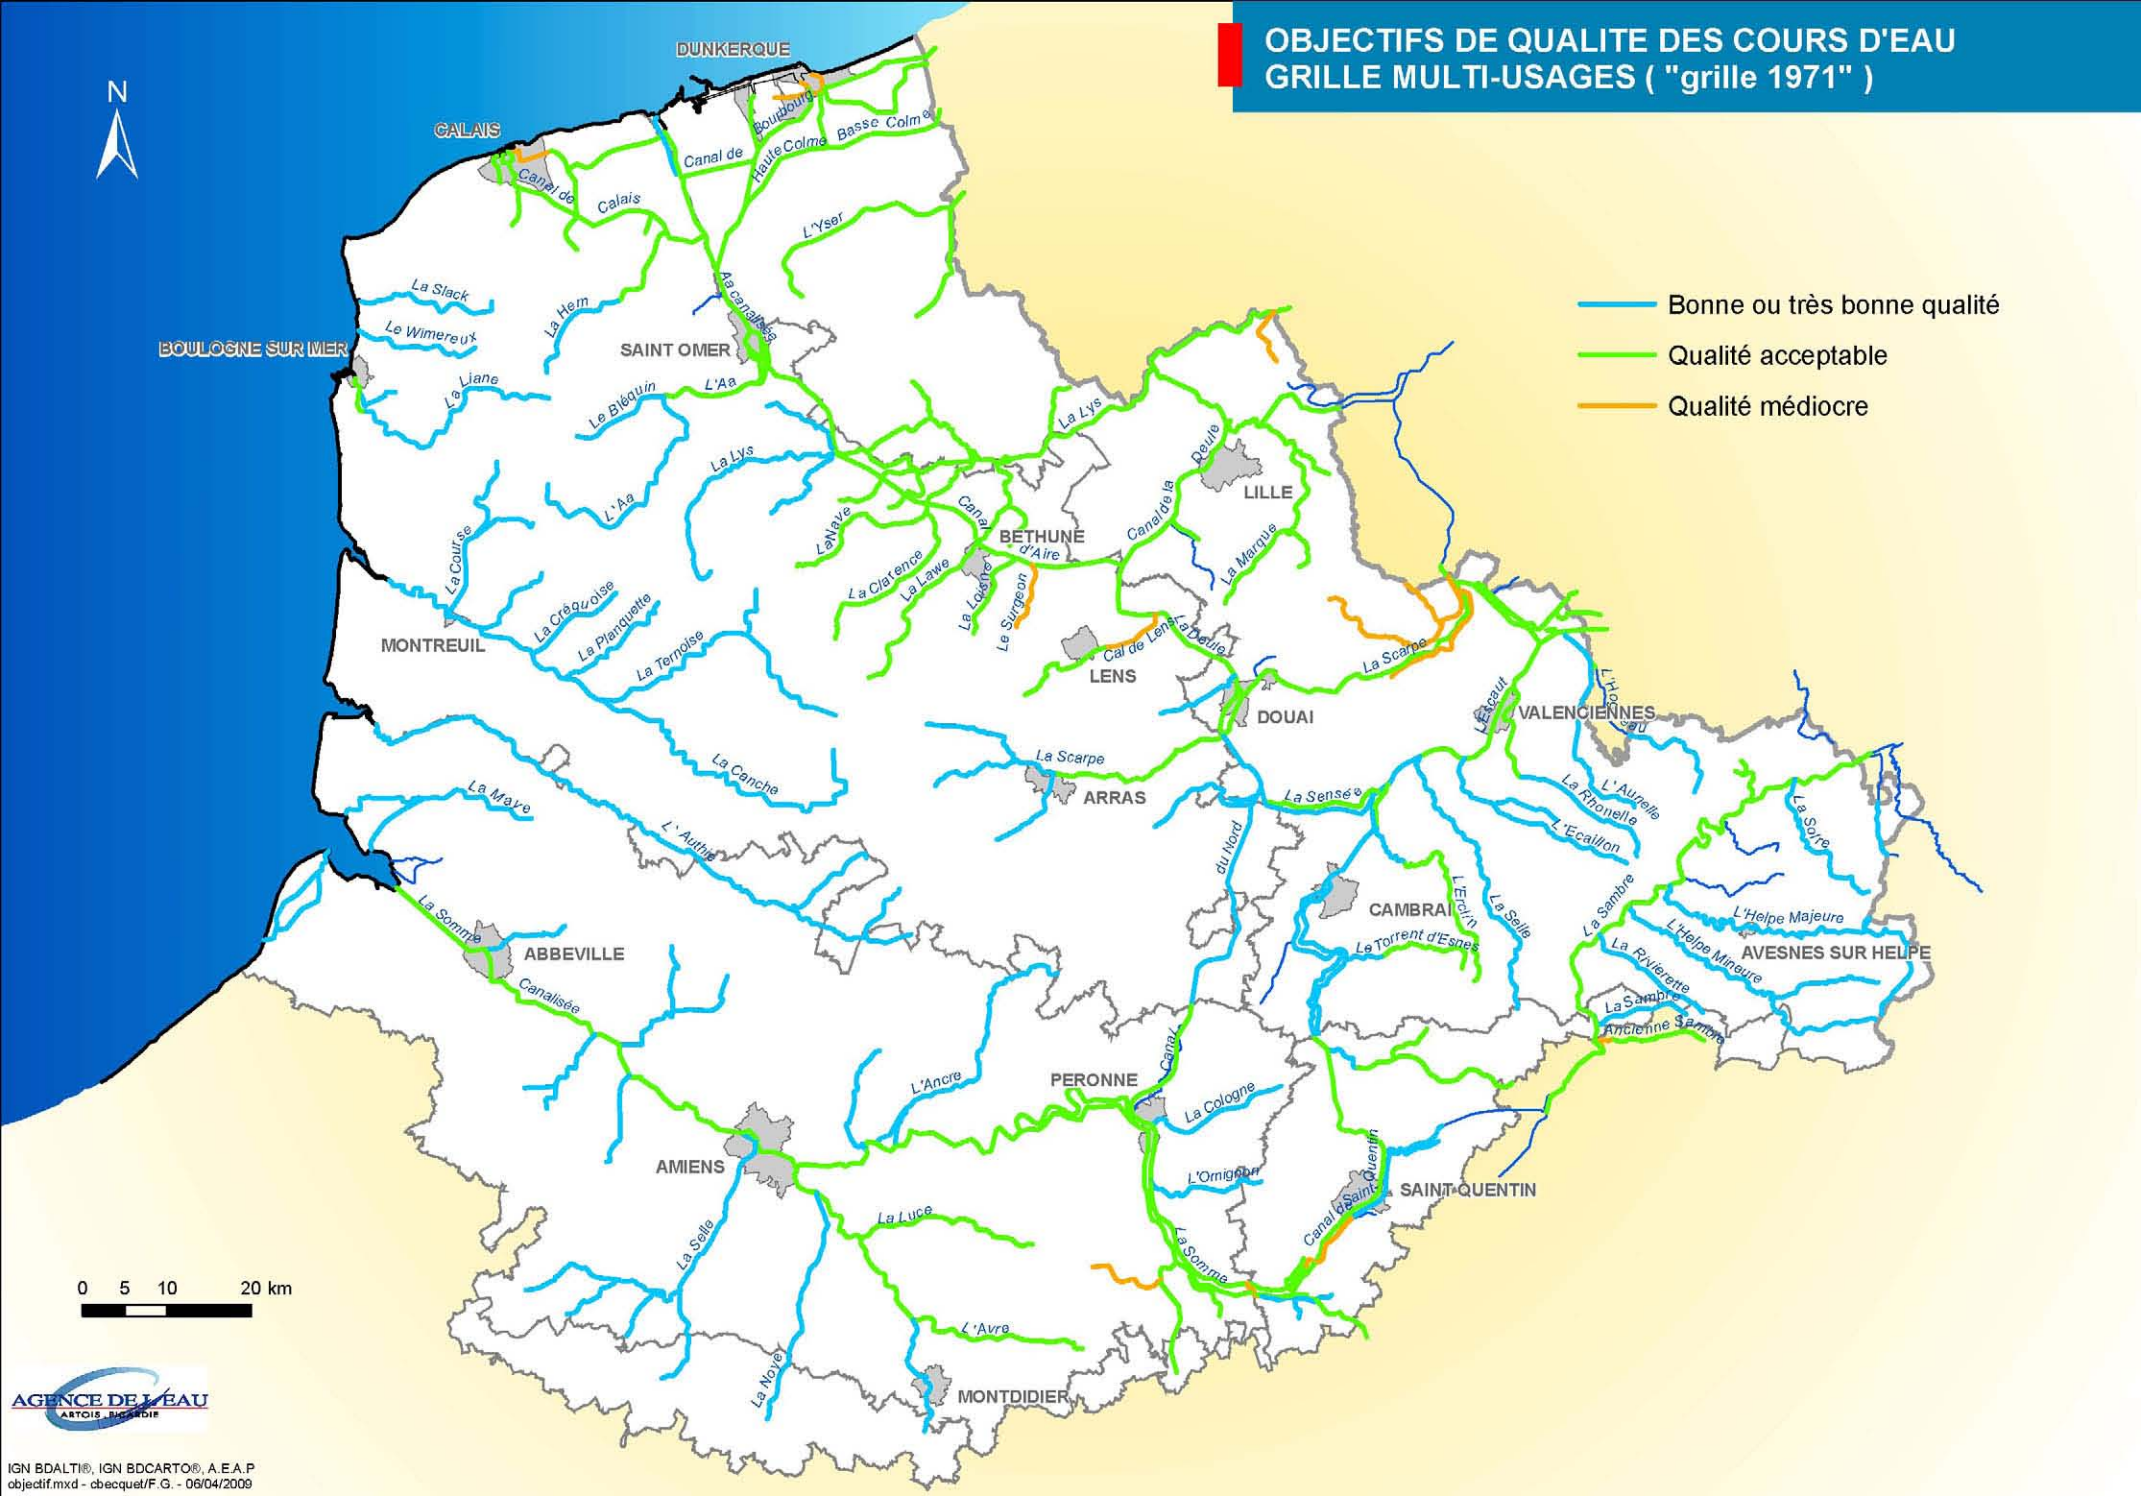 OBJECTIFS DE QUALITE DES COURS D'EAU
GRILLE MULTI-USAGES ( "grille 1971" )
N
DUNKERQUE
CALAIS
Bourbourg
Canal de
Haute Colme
Basse Colme
Canal de
Calais
L'Yser
La Slack
La Hem
Aa canalisée
Le Wimereux
BOULOGNE SUR MER
SAINT OMER
La Liane
Le Bléquin
L'Aa
Bonne ou très bonne qualité
Qualité acceptable
Qualité médiocre
La Lys
Deule
La Lys
LILLE
L'Aa
Canal
Canal de la
La Nave
BETHUNE
d'Aire
La Course
La Marque
La Clarence
La Lawe
La Loisne
Le Surgeon
La Créquoise
La Planquette
La Ternoise
MONTREUIL
Cal de Lens
La Deule
La Scarpe
LENS
L'Escaut
DOUAI
VALENCIENNES
La Scarpe
La Canche
ARRAS
La Maye
La Sensée
L'Aunelle
La Rhonelle
L'Ecaillon
La Solre
L'Authie
du Nord
La Sambre
CAMBRAI
L'Erclin
La Selle
L'Helpe Majeure
La Somme
Le Torrent d'Esnes
L'Helpe Mineure
AVESNES SUR HELPE
ABBEVILLE
La Rivierette
Canalisée
La Sambre
Ancienne Sambre
Canal
PERONNE
L'Ancre
La Cologne
AMIENS
L'Omignon
Canal de Saint-Quentin
SAINT-QUENTIN
La Luce
La Selle
La Somme
0 5 10 20 km
L'Avre
La Noye
MONTDIDIER
AGENCE DE L'EAU
ARTOIS . PICARDIE
IGN BDALTI®, IGN BDCARTO®, A.E.A.P
objectif.mxd - cbecquet/F.G. - 06/04/2009